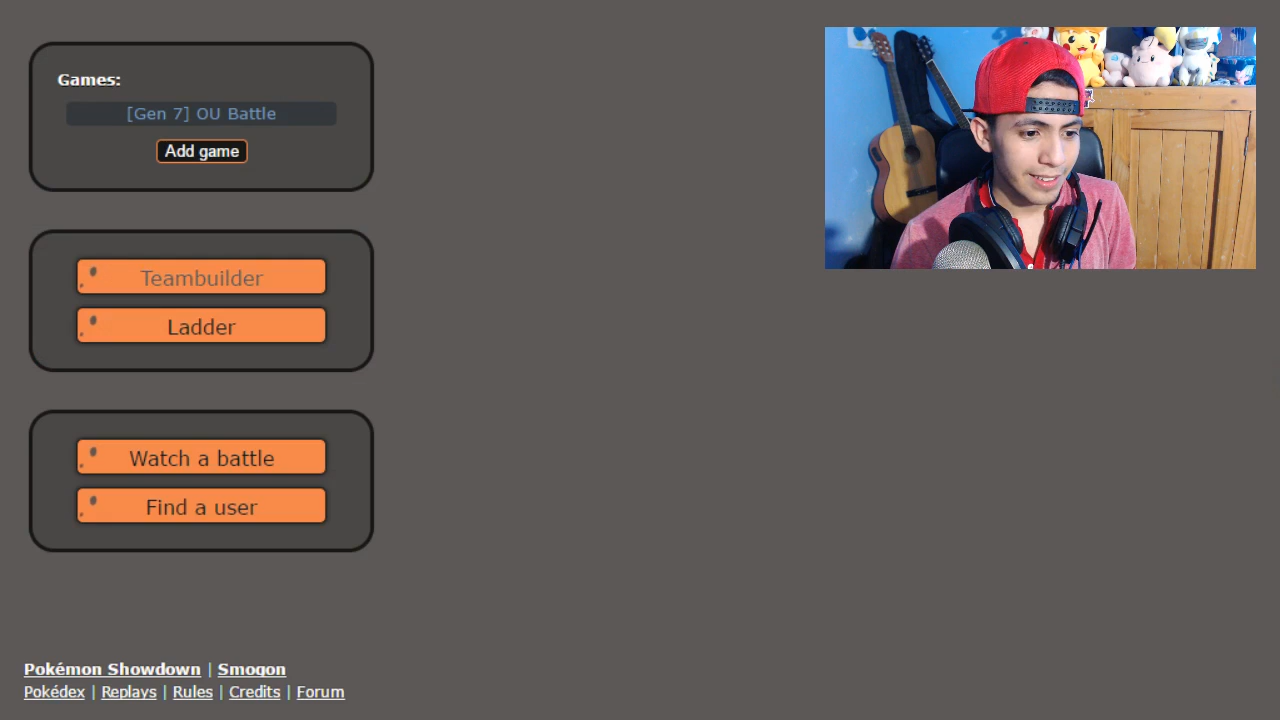 Games:
[Gen 7] OU Battle
Add game
Teambuilder
Ladder
Watch a battle
Find a user
Pokémon Showdown | Smogon
Pokédex | Replays | Rules | Credits | Forum